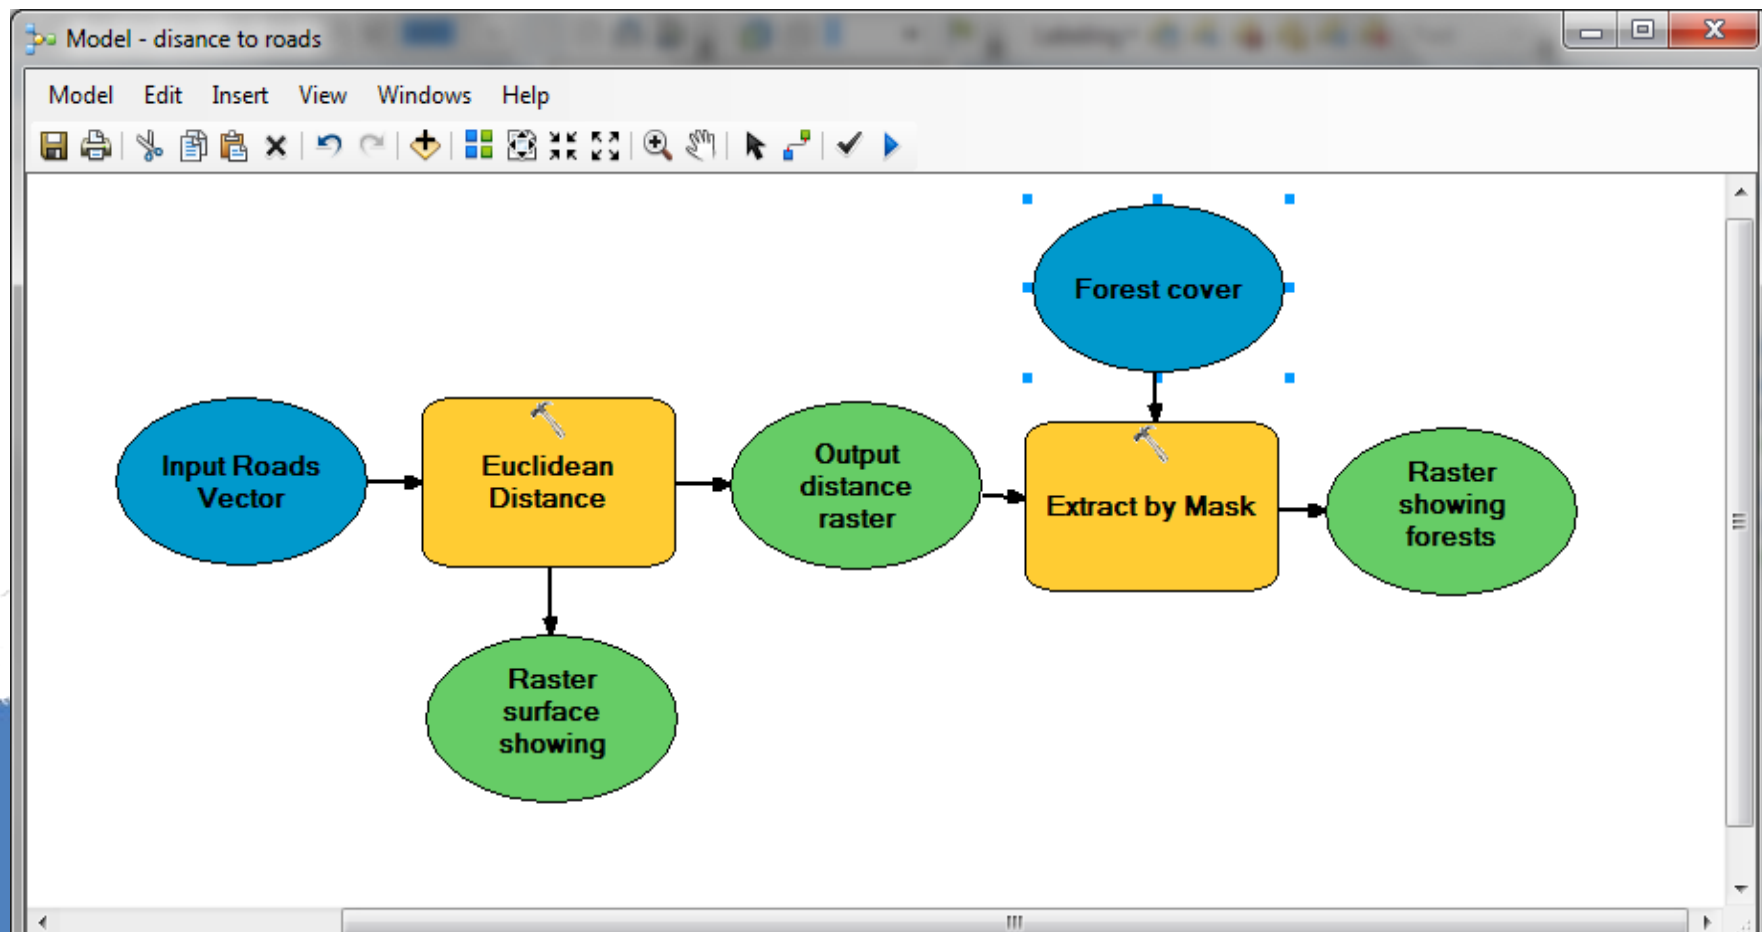 Model - disance to roads
Model Edit Insert View Windows Help
Forest cover
Input Roads
Vector
Euclidean
Distance
Output
distance
raster
Extract by Mask
Raster
showing
forests
Raster
surface
showing